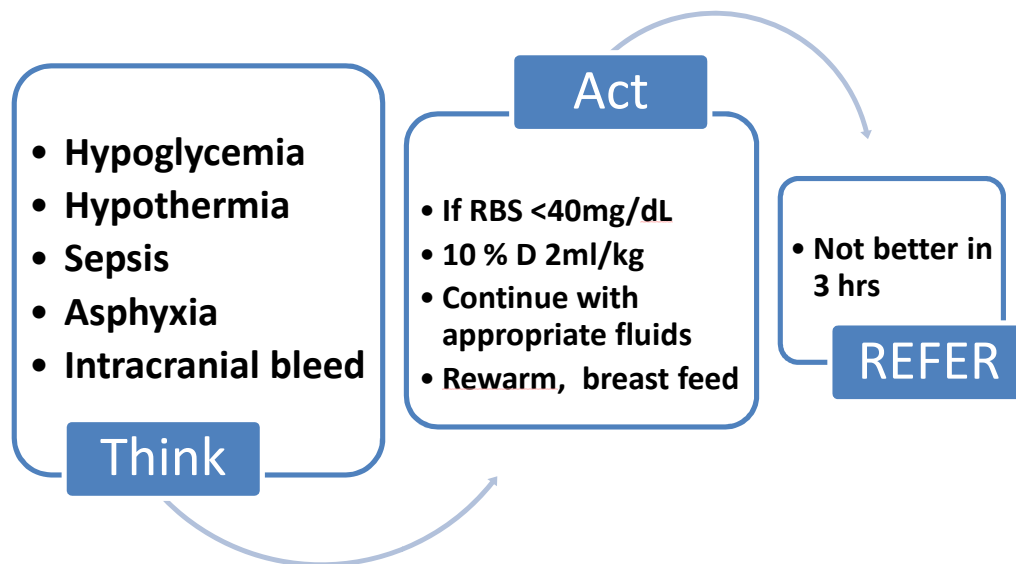 • Hypoglycemia
• Hypothermia
• Sepsis
• Asphyxia
• Intracranial bleed
Think
Act
• If RBS <40mg/dL
• 10 % D 2ml/kg
• Continue with
appropriate fluids
• Rewarm, breast feed
• Not better in
3 hrs
REFER